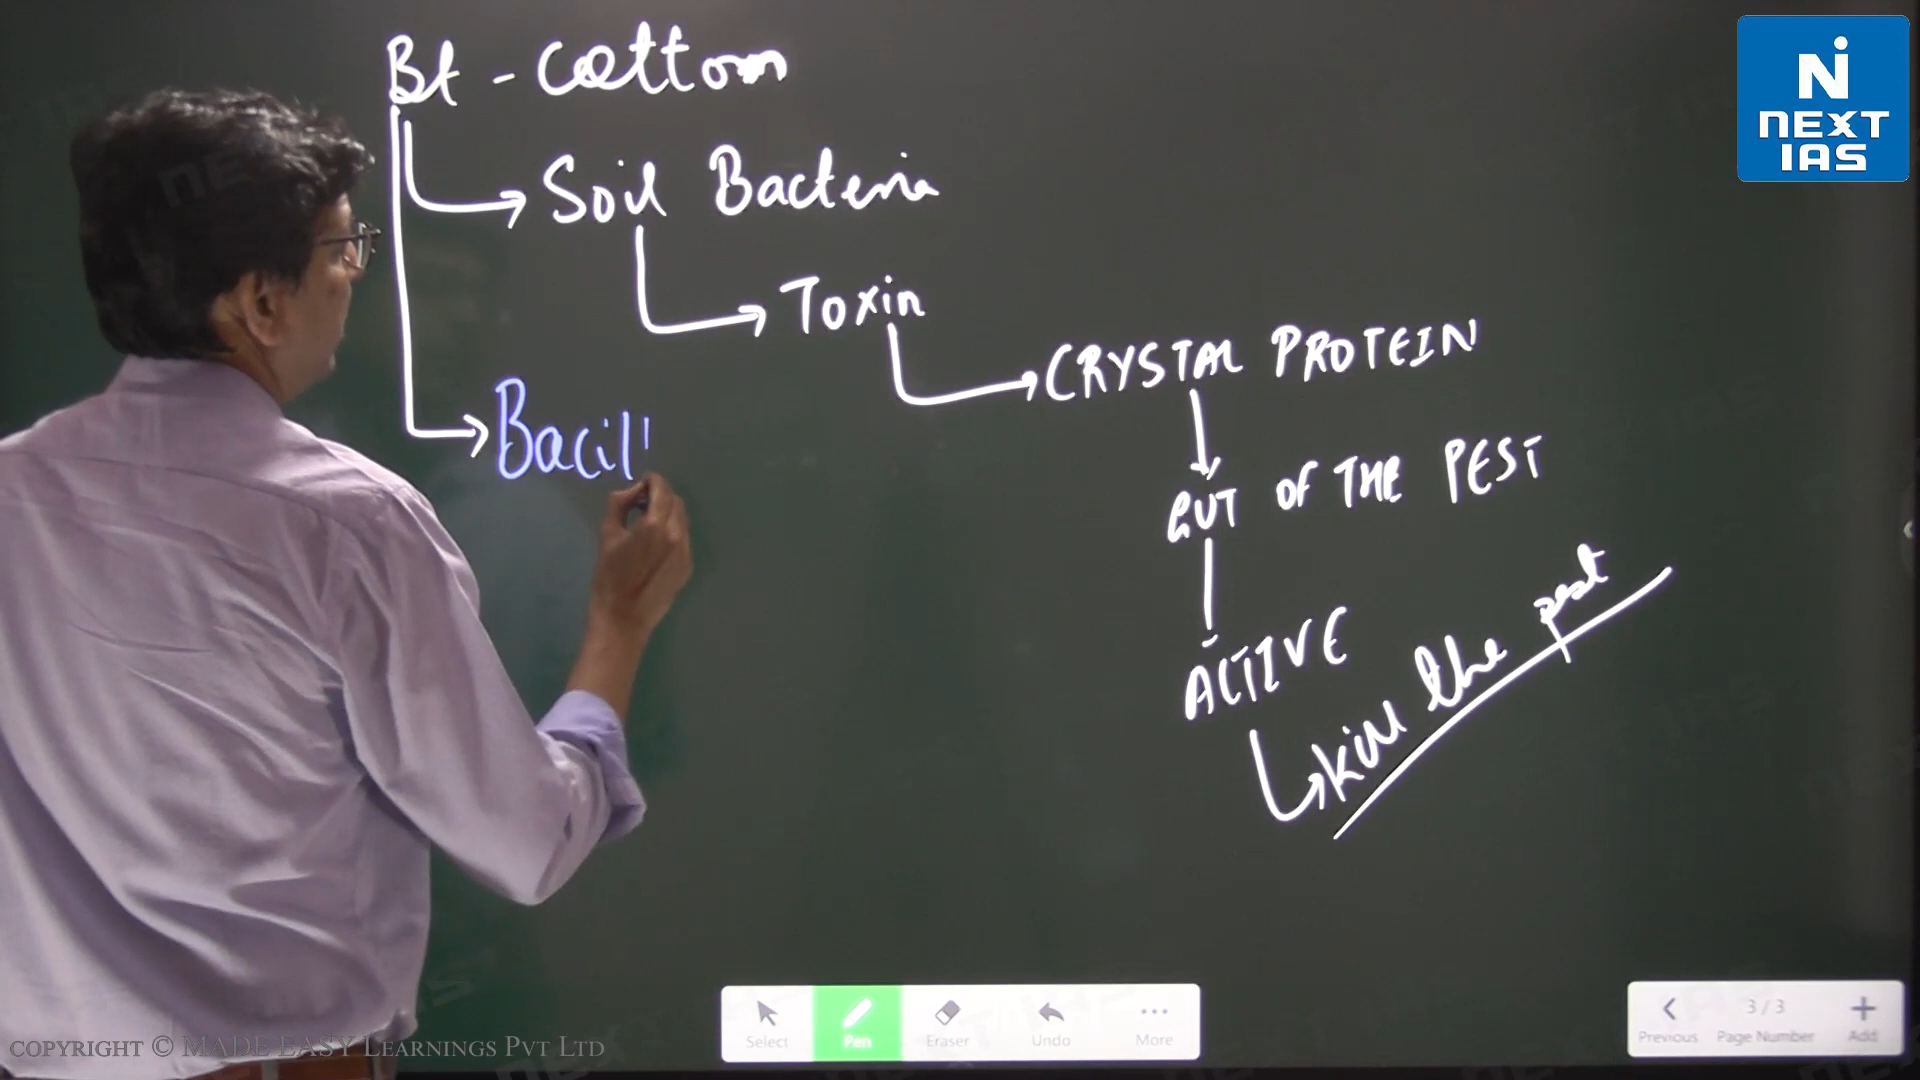 Bt - Cotton
Soil Bacteria
Toxin
CRYSTAL PROTEIN
Bacill
GUT OF THE PEST
ACTIVE
Kill the pest
NEXT
IAS
Select
Pen
Eraser
Undo
More
3 / 3
Previous
Page Number
Add
COPYRIGHT © MADE EASY LEARNINGS PVT LTD